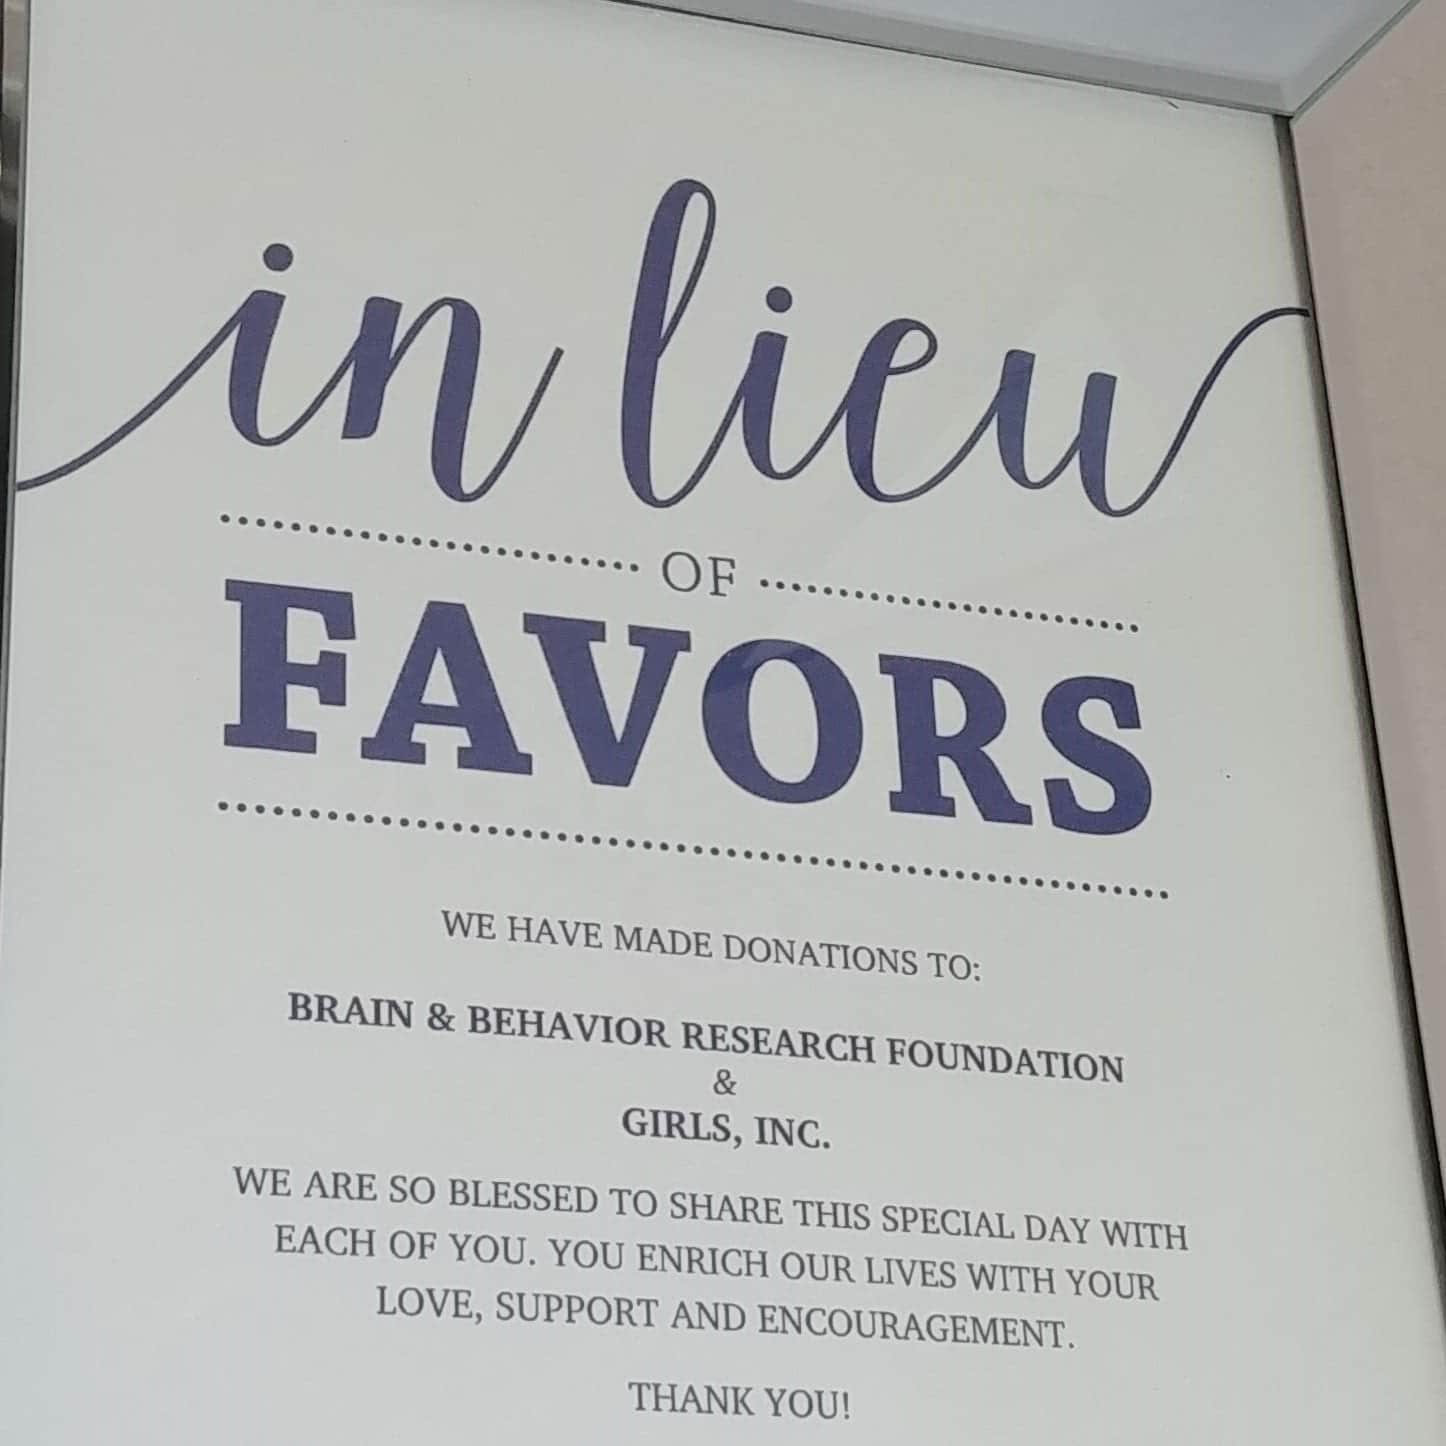 in lieu
OF
FAVORS
WE HAVE MADE DONATIONS TO:
BRAIN & BEHAVIOR RESEARCH FOUNDATION
&
GIRLS, INC.
WE ARE SO BLESSED TO SHARE THIS SPECIAL DAY WITH
EACH OF YOU. YOU ENRICH OUR LIVES WITH YOUR
LOVE, SUPPORT AND ENCOURAGEMENT.
THANK YOU!